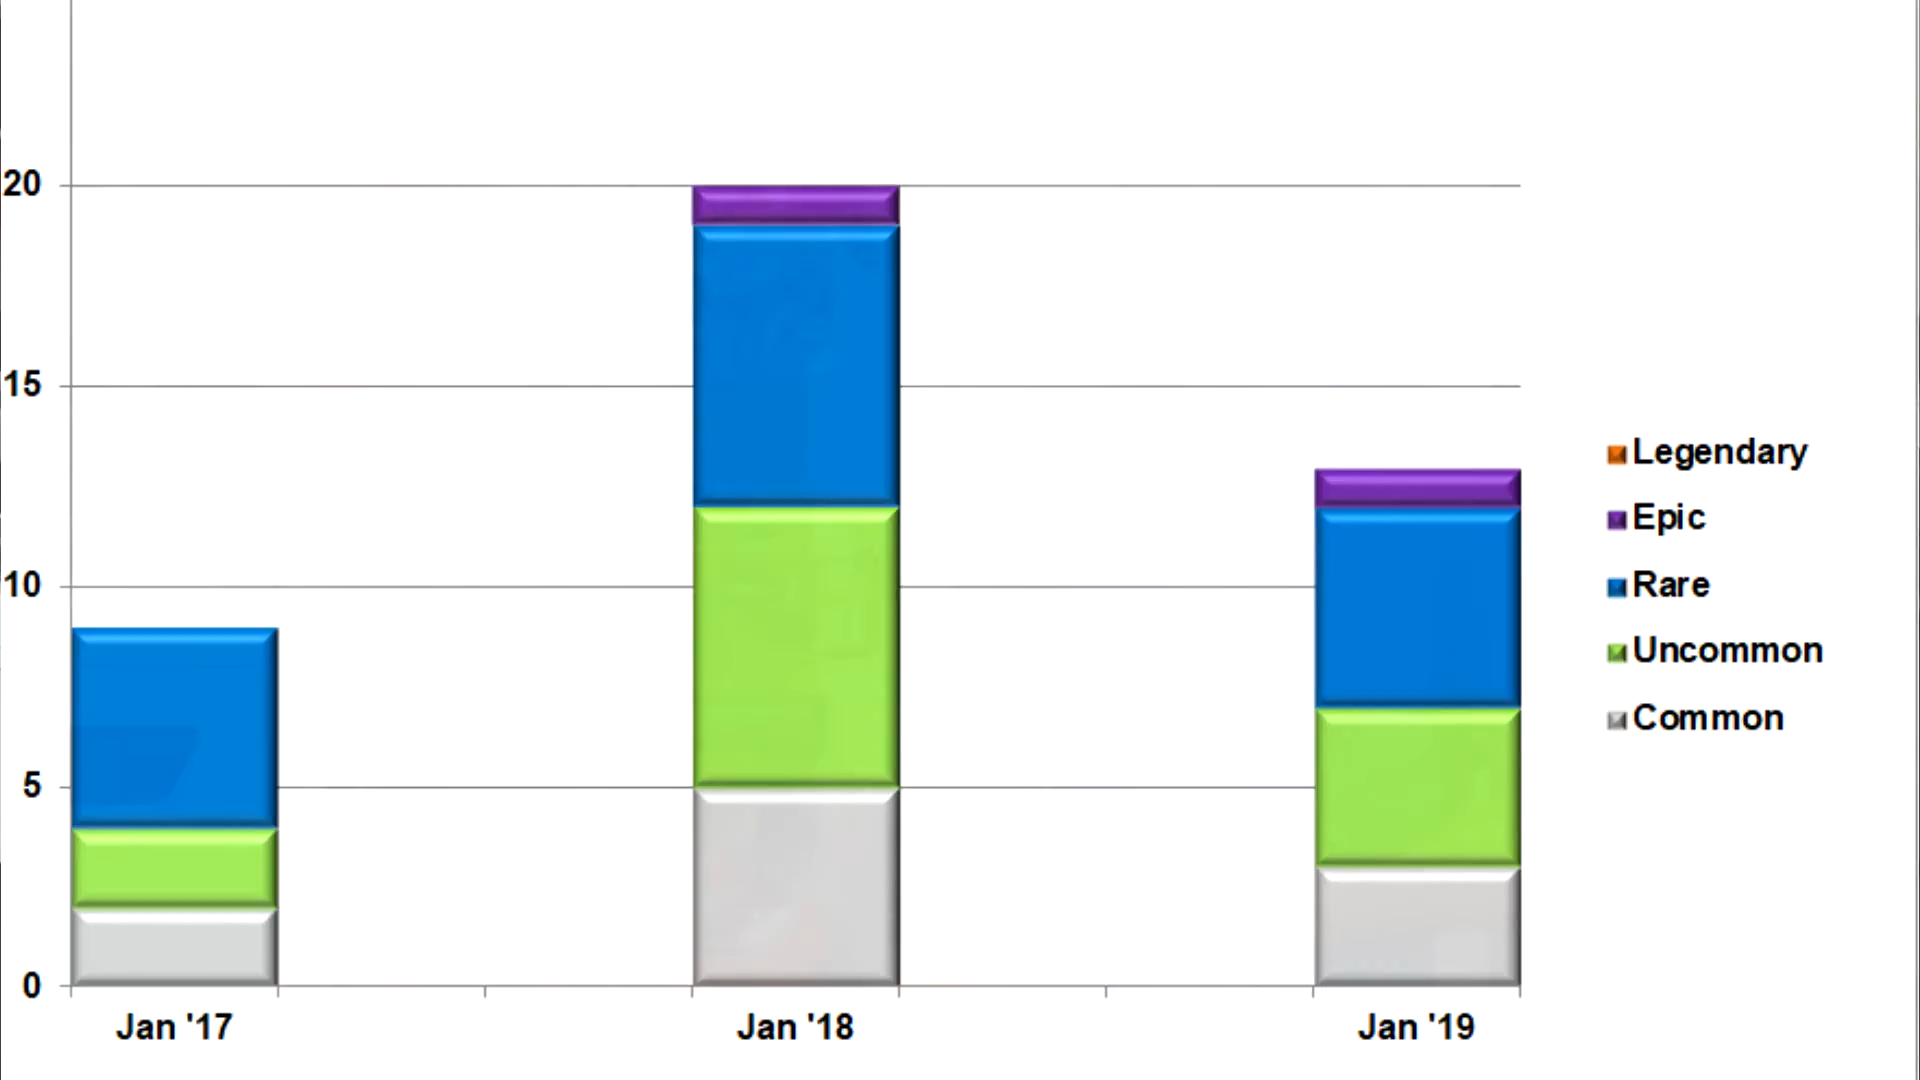 20
15
10
5
0
Jan '17
Jan '18
Jan '19
Legendary
Epic
Rare
Uncommon
Common